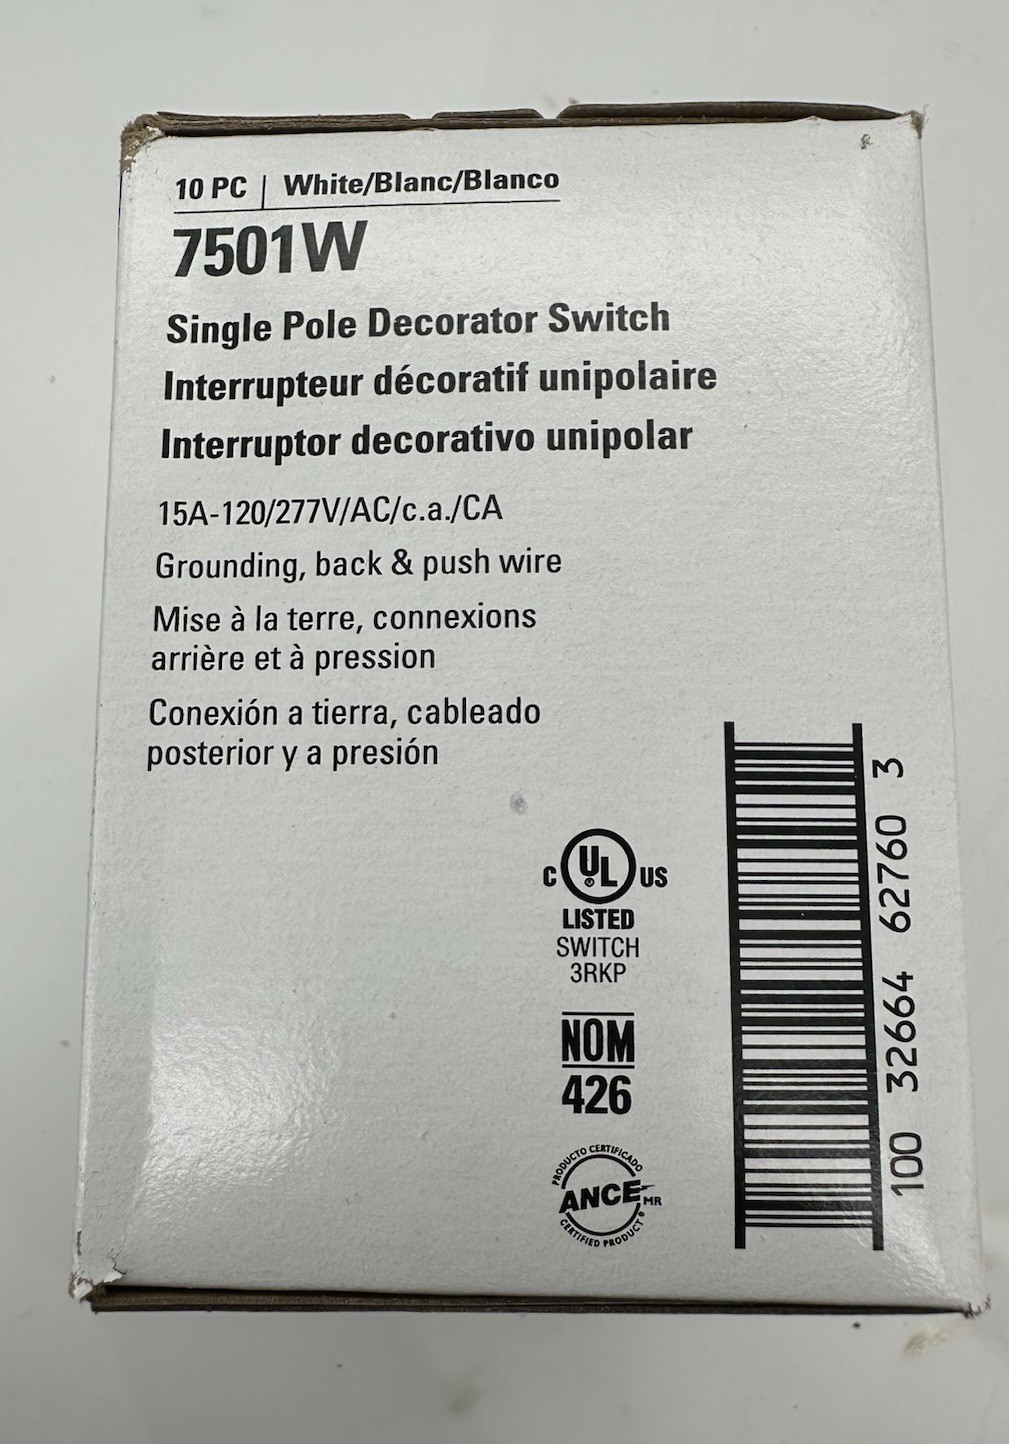 10 PC | White/Blanc/Blanco
7501W
Single Pole Decorator Switch
Interrupteur décoratif unipolaire
Interruptor decorativo unipolar
15A-120/277V/AC/c.a./CA
Grounding, back & push wire
Mise à la terre, connexions
arrière et à pression
Conexión a tierra, cableado
posterior y a presión
C UL® US
LISTED
SWITCH
3RKP
NOM
426
PRODUCTO CERTIFICADO
ANCE MR
CERTIFIED PRODUCT
100 32664 62760 3